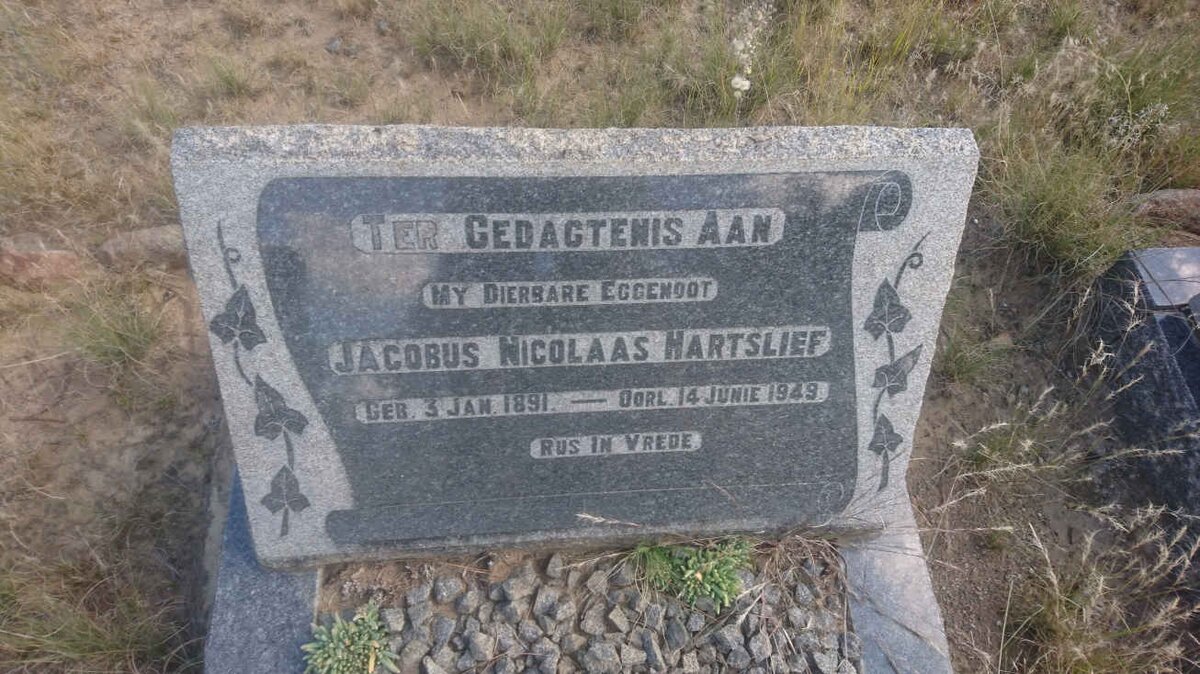 TER GEDAGTENIS AAN
MY DIERBARE EGGENOOT
JACOBUS NICOLAAS HARTSLIEF
GEB. 3 JAN. 1891. — OORL. 14 JUNIE 1949
RUS IN VREDE